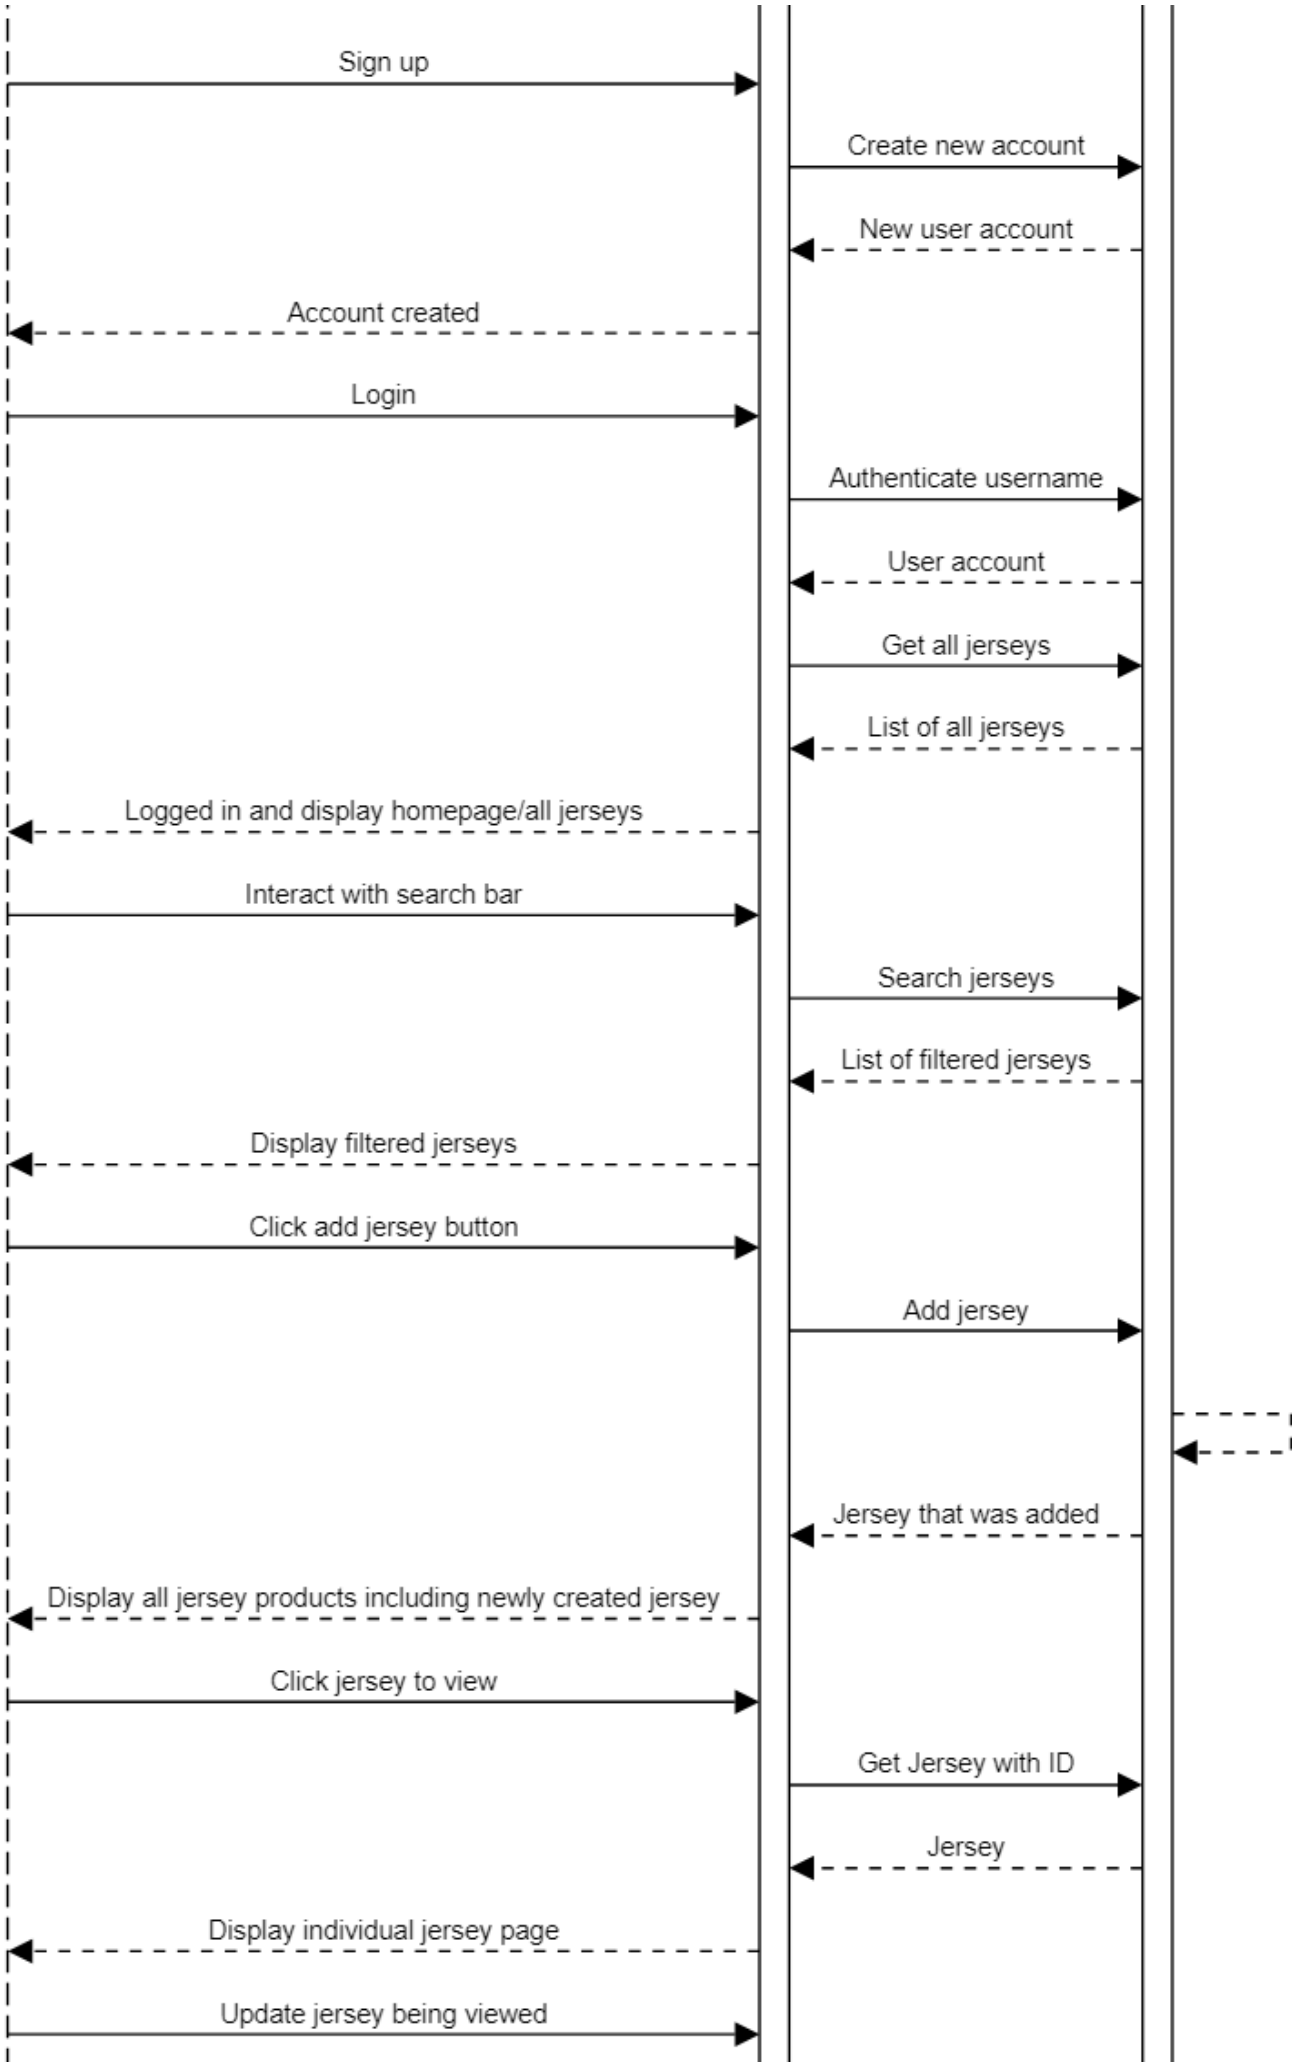 Sign up
Create new account
New user account
Account created
Login
Authenticate username
User account
Get all jerseys
List of all jerseys
Logged in and display homepage/all jerseys
Interact with search bar
Search jerseys
List of filtered jerseys
Display filtered jerseys
Click add jersey button
Add jersey
Jersey that was added
Display all jersey products including newly created jersey
Click jersey to view
Get Jersey with ID
Jersey
Display individual jersey page
Update jersey being viewed